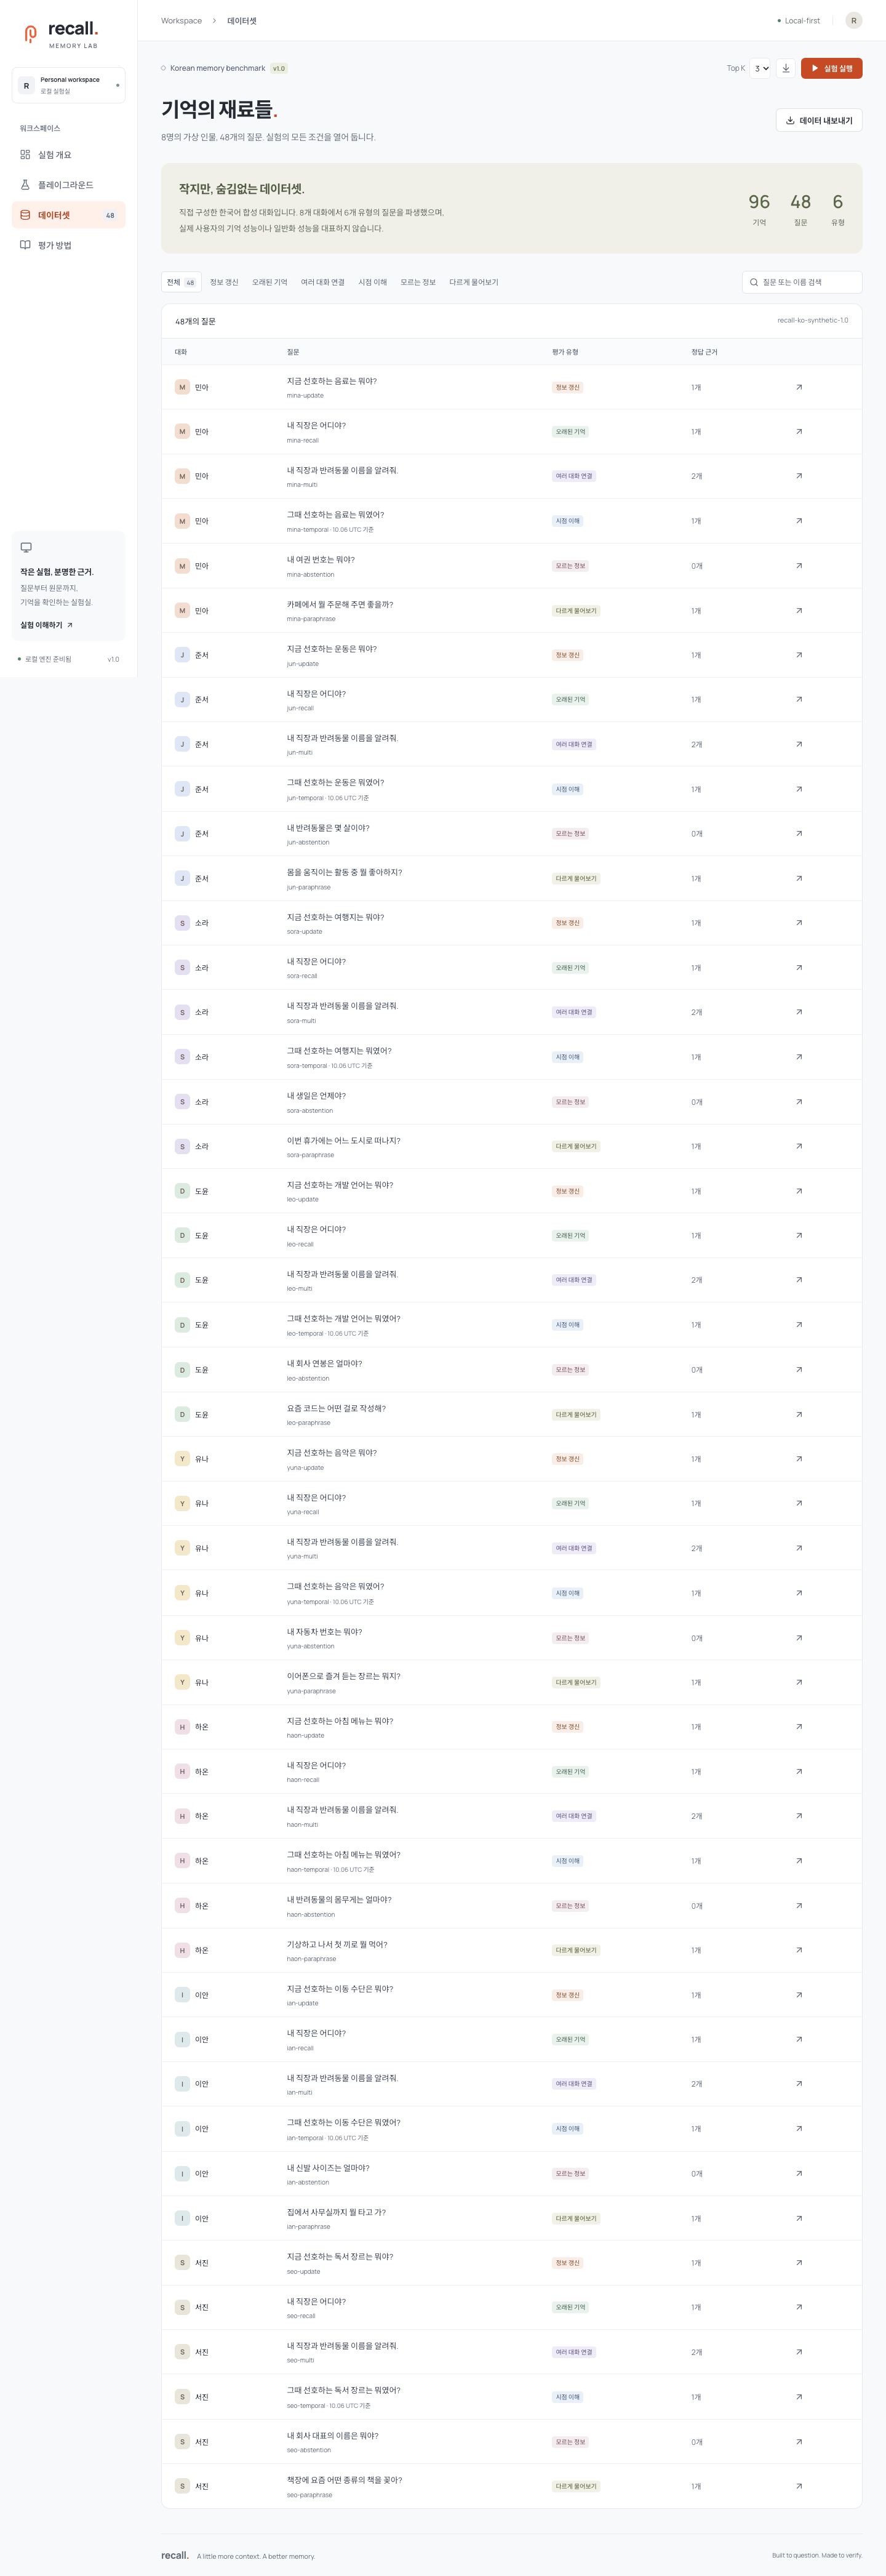 recall.
MEMORY LAB
R
Personal workspace
로컬 실험실
워크스페이스
실험 개요
플레이그라운드
데이터셋 48
평가 방법
작은 실험, 분명한 근거.
질문부터 원문까지,
기억을 확인하는 실험실.
실험 이해하기
로컬 엔진 준비됨 v1.0
Workspace 데이터셋 Local-first R
Korean memory benchmark v1.0 Top K 3 실험 실행
기억의 재료들.
8명의 가상 인물, 48개의 질문. 실험의 모든 조건을 열어 둡니다.
데이터 내보내기
작지만, 숨김없는 데이터셋.
직접 구성한 한국어 합성 대화입니다. 8개 대화에서 6개 유형의 질문을 파생했으며,
실제 사용자의 기억 성능이나 일반화 성능을 대표하지 않습니다.
96 48 6
기억 질문 유형
전체 48 정보 갱신 오래된 기억 여러 대화 연결 시점 이해 모르는 정보 다르게 물어보기 질문 또는 이름 검색
48개의 질문 recall-ko-synthetic-1.0
대화 질문 평가 유형 정답 근거
M 민아 지금 선호하는 음료는 뭐야? 정보 갱신 1개
mina-update
M 민아 내 직장은 어디야? 오래된 기억 1개
mina-recall
M 민아 내 직장과 반려동물 이름을 알려줘. 여러 대화 연결 2개
mina-multi
M 민아 그때 선호하는 음료는 뭐였어? 시점 이해 1개
mina-temporal · 10.06 UTC 기준
M 민아 내 여권 번호는 뭐야? 모르는 정보 0개
mina-abstention
M 민아 카페에서 뭘 주문해 주면 좋을까? 다르게 물어보기 1개
mina-paraphrase
J 준서 지금 선호하는 운동은 뭐야? 정보 갱신 1개
jun-update
J 준서 내 직장은 어디야? 오래된 기억 1개
jun-recall
J 준서 내 직장과 반려동물 이름을 알려줘. 여러 대화 연결 2개
jun-multi
J 준서 그때 선호하는 운동은 뭐였어? 시점 이해 1개
jun-temporal · 10.06 UTC 기준
J 준서 내 반려동물은 몇 살이야? 모르는 정보 0개
jun-abstention
J 준서 몸을 움직이는 활동 중 뭘 좋아하지? 다르게 물어보기 1개
jun-paraphrase
S 소라 지금 선호하는 여행지는 뭐야? 정보 갱신 1개
sora-update
S 소라 내 직장은 어디야? 오래된 기억 1개
sora-recall
S 소라 내 직장과 반려동물 이름을 알려줘. 여러 대화 연결 2개
sora-multi
S 소라 그때 선호하는 여행지는 뭐였어? 시점 이해 1개
sora-temporal · 10.06 UTC 기준
S 소라 내 생일은 언제야? 모르는 정보 0개
sora-abstention
S 소라 이번 휴가에는 어느 도시로 떠나지? 다르게 물어보기 1개
sora-paraphrase
D 도윤 지금 선호하는 개발 언어는 뭐야? 정보 갱신 1개
leo-update
D 도윤 내 직장은 어디야? 오래된 기억 1개
leo-recall
D 도윤 내 직장과 반려동물 이름을 알려줘. 여러 대화 연결 2개
leo-multi
D 도윤 그때 선호하는 개발 언어는 뭐였어? 시점 이해 1개
leo-temporal · 10.06 UTC 기준
D 도윤 내 회사 연봉은 얼마야? 모르는 정보 0개
leo-abstention
D 도윤 요즘 코드는 어떤 걸로 작성해? 다르게 물어보기 1개
leo-paraphrase
Y 유나 지금 선호하는 음악은 뭐야? 정보 갱신 1개
yuna-update
Y 유나 내 직장은 어디야? 오래된 기억 1개
yuna-recall
Y 유나 내 직장과 반려동물 이름을 알려줘. 여러 대화 연결 2개
yuna-multi
Y 유나 그때 선호하는 음악은 뭐였어? 시점 이해 1개
yuna-temporal · 10.06 UTC 기준
Y 유나 내 자동차 번호는 뭐야? 모르는 정보 0개
yuna-abstention
Y 유나 이어폰으로 즐겨 듣는 장르는 뭐지? 다르게 물어보기 1개
yuna-paraphrase
H 하온 지금 선호하는 아침 메뉴는 뭐야? 정보 갱신 1개
haon-update
H 하온 내 직장은 어디야? 오래된 기억 1개
haon-recall
H 하온 내 직장과 반려동물 이름을 알려줘. 여러 대화 연결 2개
haon-multi
H 하온 그때 선호하는 아침 메뉴는 뭐였어? 시점 이해 1개
haon-temporal · 10.06 UTC 기준
H 하온 내 반려동물의 몸무게는 얼마야? 모르는 정보 0개
haon-abstention
H 하온 기상하고 나서 첫 끼로 뭘 먹어? 다르게 물어보기 1개
haon-paraphrase
I 이안 지금 선호하는 이동 수단은 뭐야? 정보 갱신 1개
ian-update
I 이안 내 직장은 어디야? 오래된 기억 1개
ian-recall
I 이안 내 직장과 반려동물 이름을 알려줘. 여러 대화 연결 2개
ian-multi
I 이안 그때 선호하는 이동 수단은 뭐였어? 시점 이해 1개
ian-temporal · 10.06 UTC 기준
I 이안 내 신발 사이즈는 얼마야? 모르는 정보 0개
ian-abstention
I 이안 집에서 사무실까지 뭘 타고 가? 다르게 물어보기 1개
ian-paraphrase
S 서진 지금 선호하는 독서 장르는 뭐야? 정보 갱신 1개
seo-update
S 서진 내 직장은 어디야? 오래된 기억 1개
seo-recall
S 서진 내 직장과 반려동물 이름을 알려줘. 여러 대화 연결 2개
seo-multi
S 서진 그때 선호하는 독서 장르는 뭐였어? 시점 이해 1개
seo-temporal · 10.06 UTC 기준
S 서진 내 회사 대표의 이름은 뭐야? 모르는 정보 0개
seo-abstention
S 서진 책장에 요즘 어떤 종류의 책을 꽂아? 다르게 물어보기 1개
seo-paraphrase
recall. A little more context. A better memory. Built to question. Made to verify.